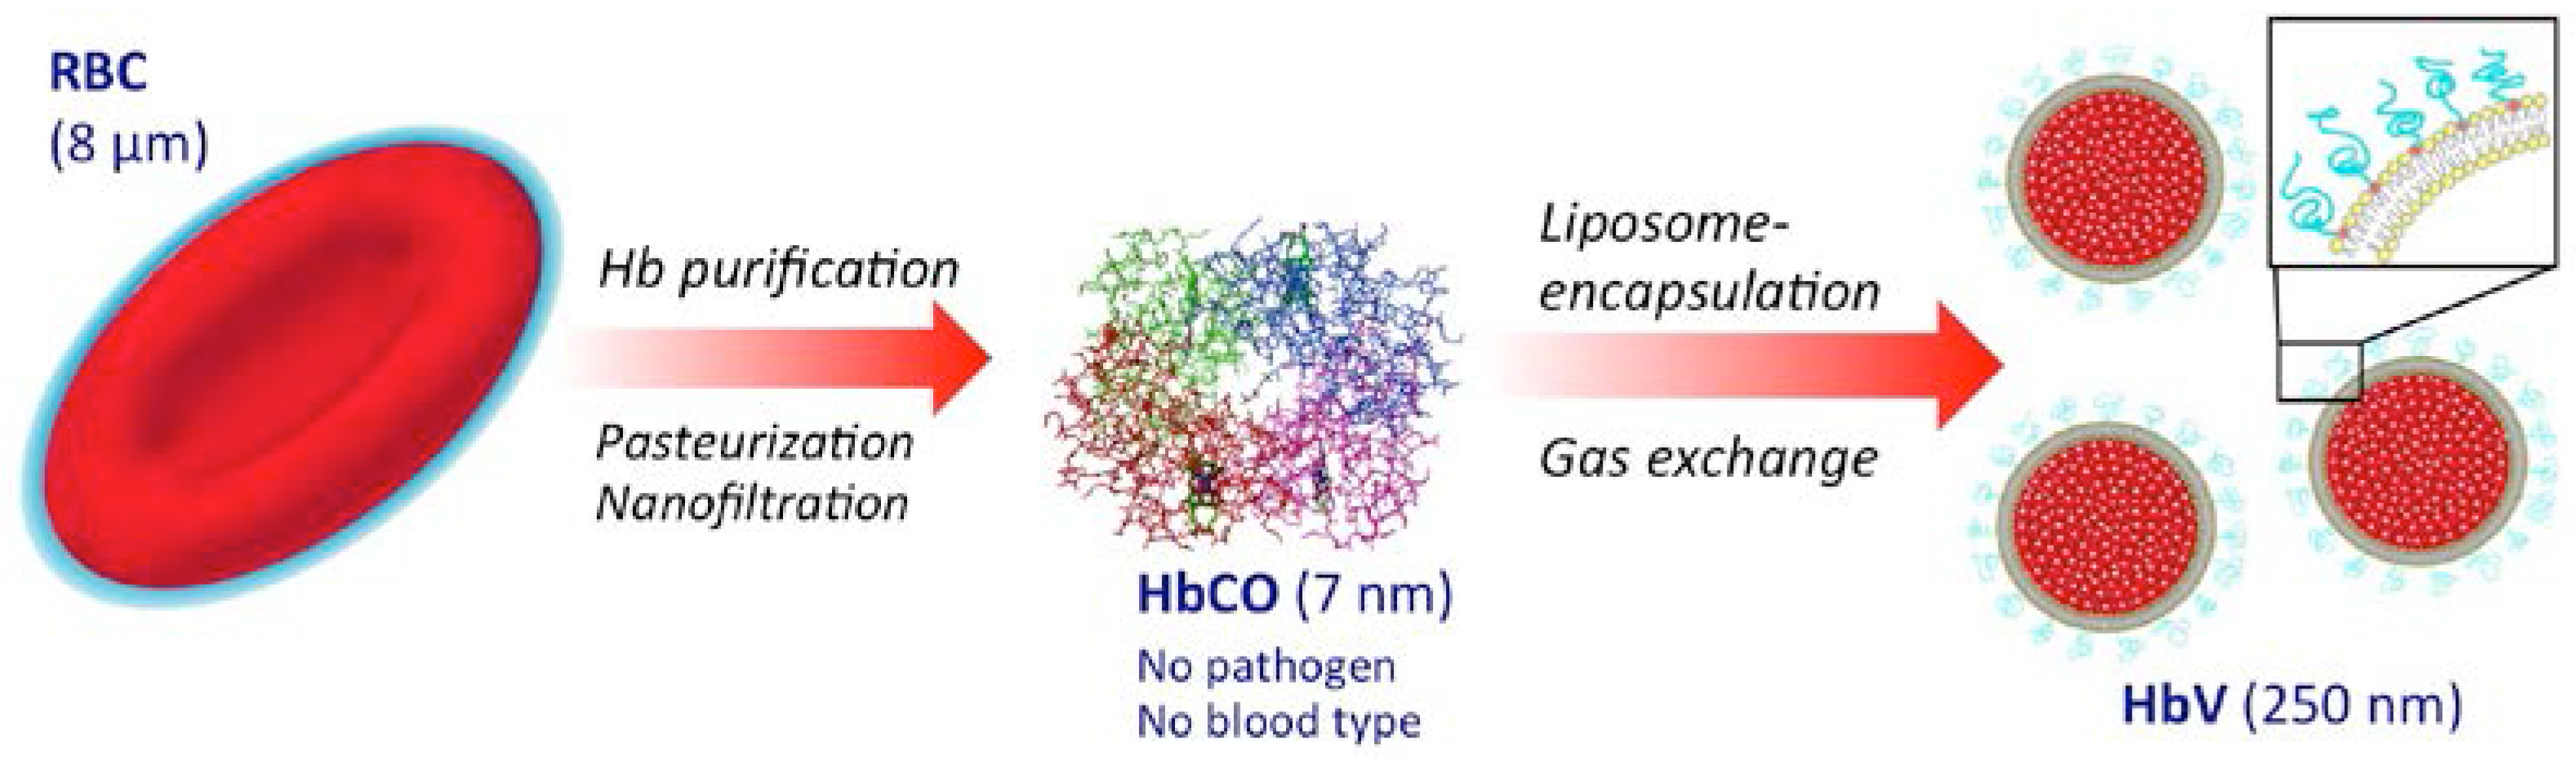 RBC
(8 µm)
Hb purification
Pasteurization
Nanofiltration
HbCO (7 nm)
No pathogen
No blood type
Liposome-
encapsulation
Gas exchange
HbV (250 nm)